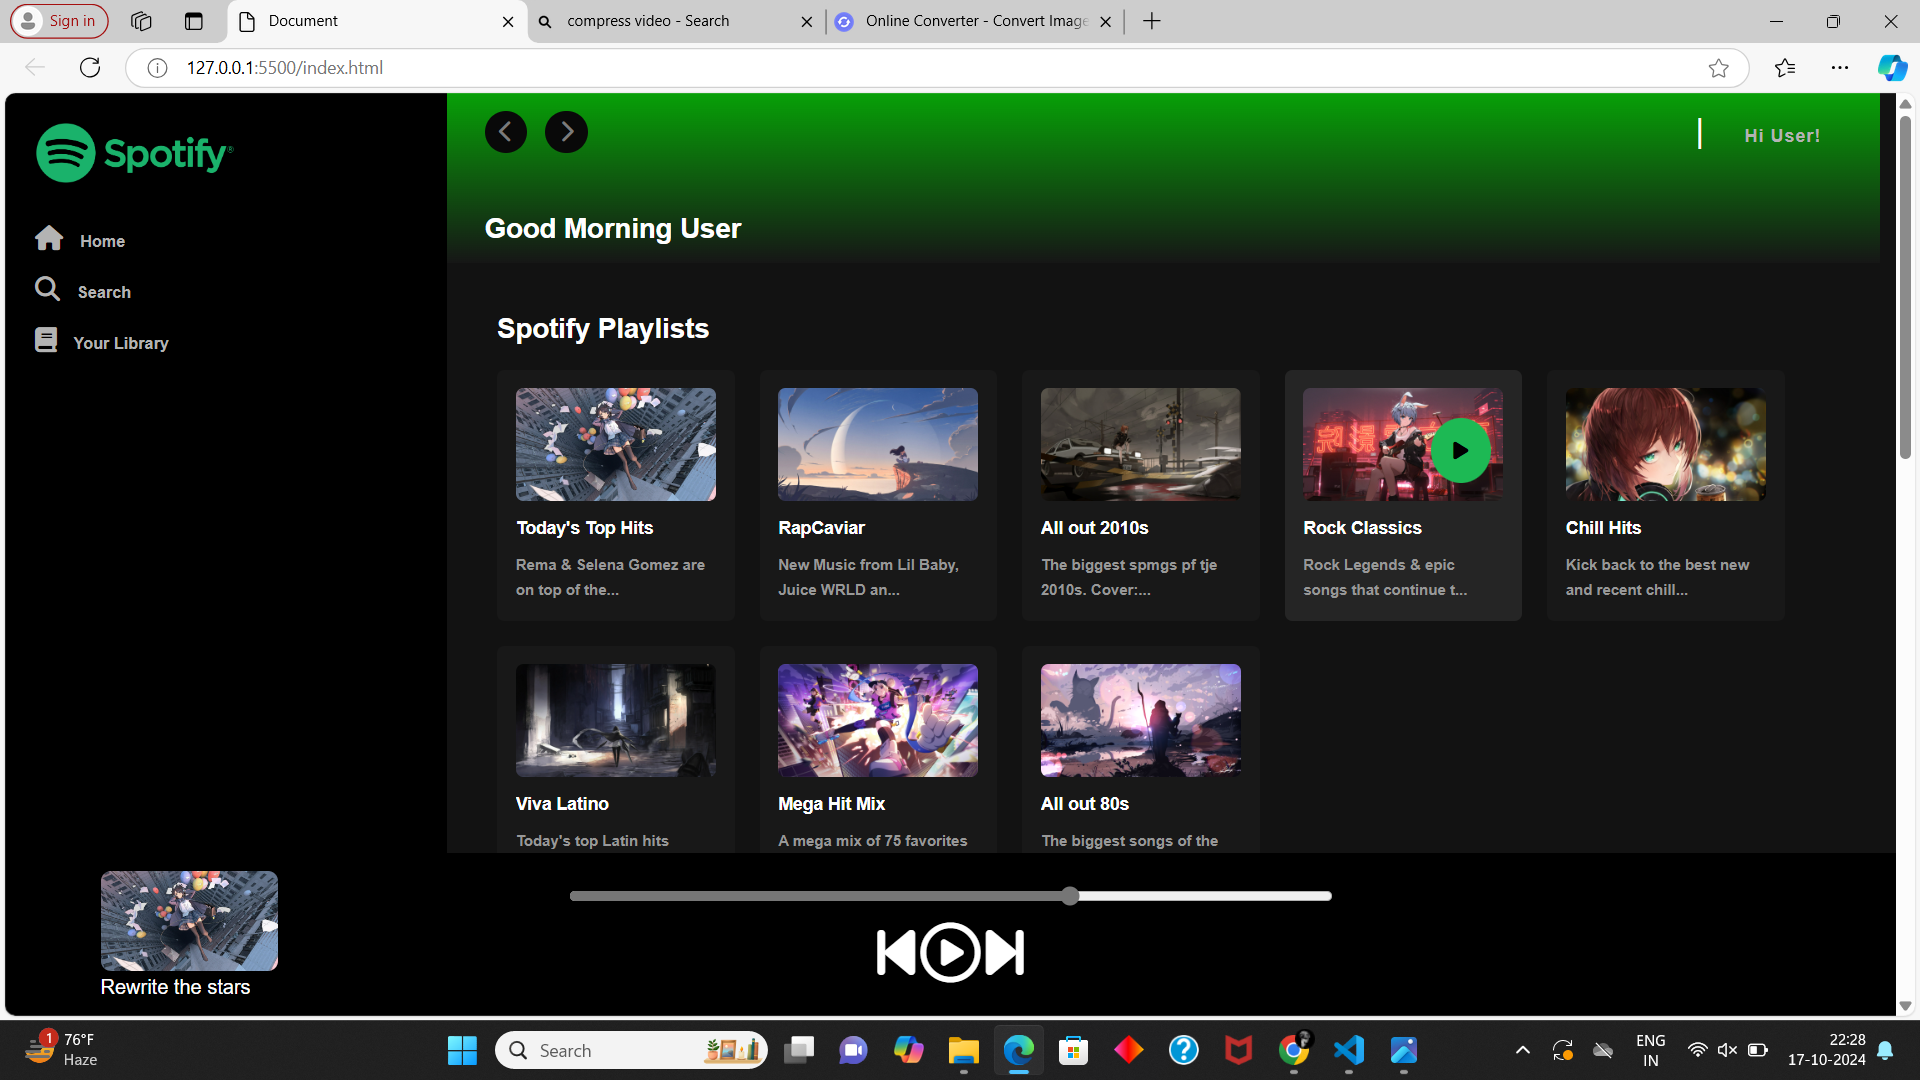 Sign in
Document
compress video - Search
Online Converter - Convert Image
127.0.0.1:5500/index.html
Spotify®
Home
Search
Your Library
Hi User!
Good Morning User
Spotify Playlists
Today's Top Hits
Rema & Selena Gomez are
on top of the...
RapCaviar
New Music from Lil Baby,
Juice WRLD an...
All out 2010s
The biggest spmgs pf tje
2010s. Cover:...
Rock Classics
Rock Legends & epic
songs that continue t...
Chill Hits
Kick back to the best new
and recent chill...
Viva Latino
Today's top Latin hits
Mega Hit Mix
A mega mix of 75 favorites
All out 80s
The biggest songs of the
Rewrite the stars
1
76°F
Haze
Search
ENG
IN
22:28
17-10-2024